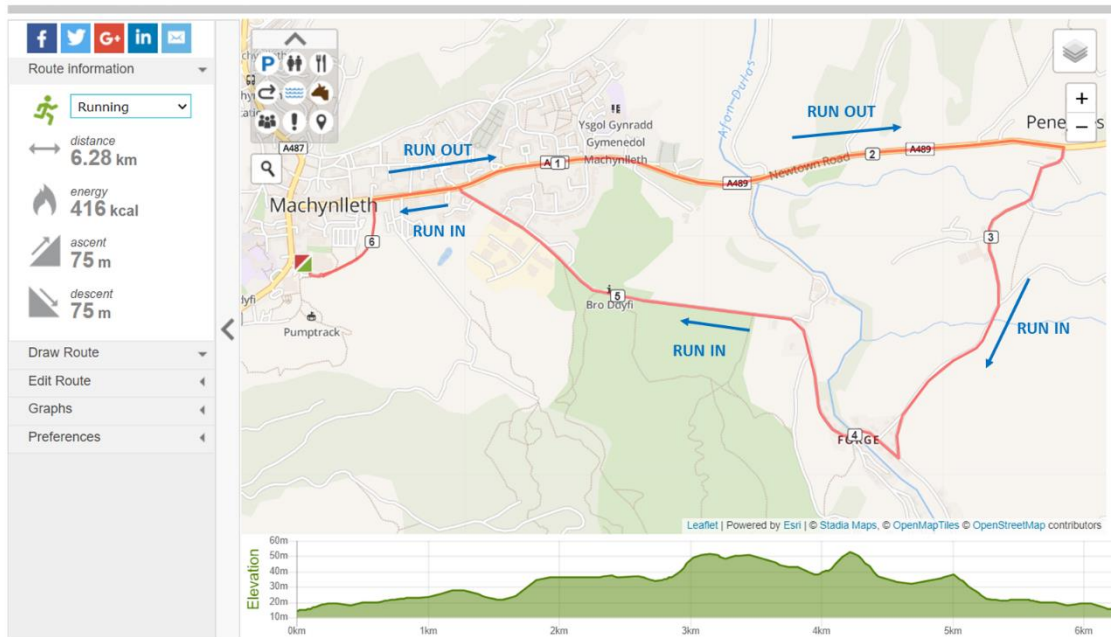 f
G+
in
Route information
Running
distance
6.28 km
energy
416 kcal
ascent
75 m
descent
75 m
Draw Route
Edit Route
Graphs
Preferences
P
A487
Machynlleth
RUN OUT
RUN IN
6
Pumptrack
A
1
Ysgol Gynradd
Gymenedol
Machynlleth
Afon Dulas
RUN OUT
A489
Newtown Road
2
A489
3
RUN IN
Bro Ddyfi
5
RUN IN
4
FORGE
+
−
Leaflet | Powered by Esri | © Stadia Maps, © OpenMapTiles © OpenStreetMap contributors
Elevation
60m
50m
40m
30m
20m
10m
0km
1km
2km
3km
4km
5km
6km